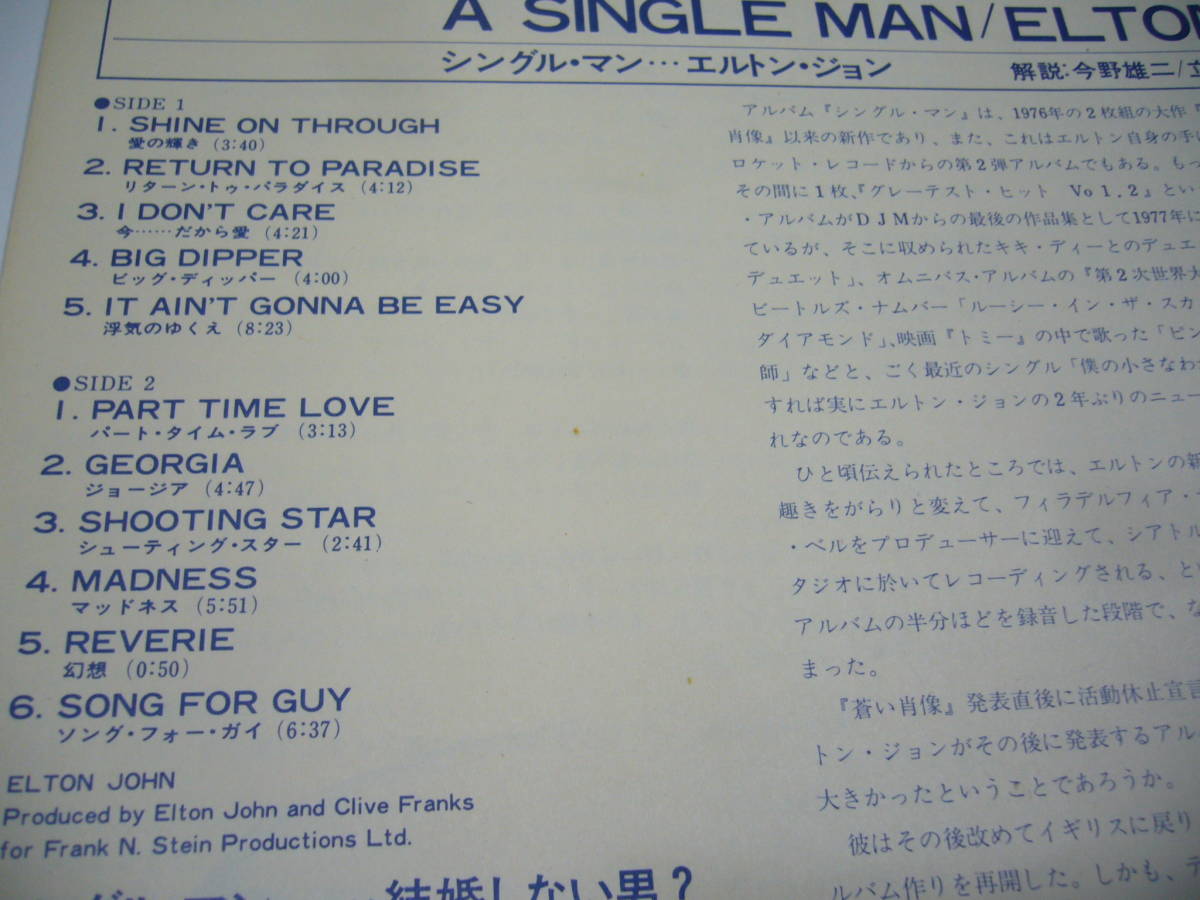 A SINGLE MAN/ELTO
シングル・マン…エルトン・ジョン
解説:今野雄二/立
●SIDE 1
1. SHINE ON THROUGH
愛の輝き (3:40)
2. RETURN TO PARADISE
リターン・トゥ・パラダイス (4:12)
3. I DON'T CARE
今……だから愛 (4:21)
4. BIG DIPPER
ビッグ・ディッパー (4:00)
5. IT AIN'T GONNA BE EASY
浮気のゆくえ (8:23)
●SIDE 2
1. PART TIME LOVE
パート・タイム・ラブ (3:13)
2. GEORGIA
ジョージア (4:47)
3. SHOOTING STAR
シューティング・スター (2:41)
4. MADNESS
マッドネス (5:51)
5. REVERIE
幻想 (0:50)
6. SONG FOR GUY
ソング・フォー・ガイ (6:37)
ELTON JOHN
Produced by Elton John and Clive Franks
for Frank N. Stein Productions Ltd.
結婚しない男?
アルバム『シングル・マン』は、1976年の2枚組の大作『
肖像』以来の新作であり、また、これはエルトン自身の手に
ロケット・レコードからの第2弾アルバムでもある。もっ
その間に1枚、『グレーテスト・ヒット Vol.2』とい
・アルバムがDJMからの最後の作品集として1977年に
ているが、そこに収められたキキ・ディーとのデュエ
デュエット」、オムニバス・アルバムの『第2次世界大
ビートルズ・ナムバー「ルーシー・イン・ザ・スカ
ダイアモンド」、映画『トミー』の中で歌った「ピン
師」などと、ごく最近のシングル「僕の小さなわが
すれば実にエルトン・ジョンの2年ぶりのニュー
れなのである。
ひと頃伝えられたところでは、エルトンの新
趣きをがらりと変えて、フィラデルフィア・
・ベルをプロデューサーに迎えて、シアトル
タジオに於いてレコーディングされる、とい
アルバムの半分ほどを録音した段階で、な
まった。
『蒼い肖像』発表直後に活動休止宣言
トン・ジョンがその後に発表するアル
大きかったということであろうか。
彼はその後改めてイギリスに戻り
ルバム作りを再開した。しかも、デ